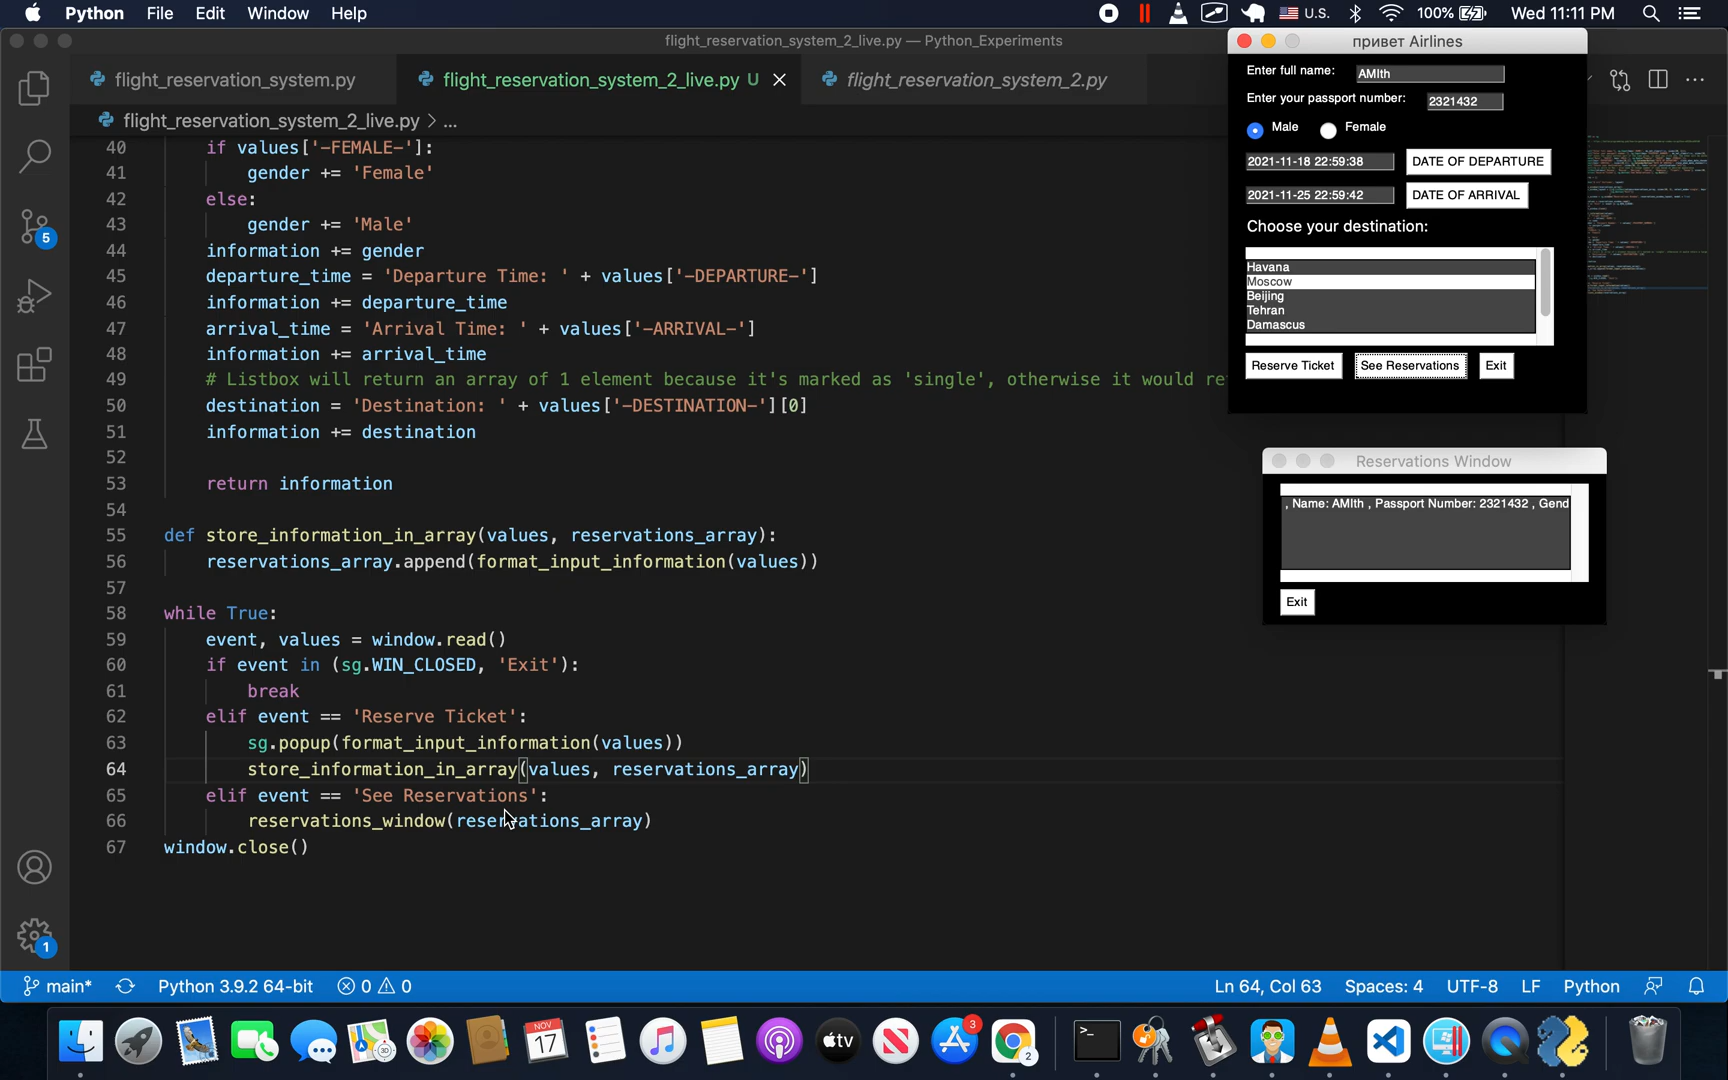 Python File Edit Window Help
U.S. 100% Wed 11:11 PM
flight_reservation_system_2_live.py — Python_Experiments
flight_reservation_system.py
flight_reservation_system_2_live.py U
flight_reservation_system_2.py
flight_reservation_system_2_live.py > ...
40 if values['-FEMALE-']:
41 gender += 'Female'
42 else:
43 gender += 'Male'
44 information += gender
45 departure_time = 'Departure Time: ' + values['-DEPARTURE-']
46 information += departure_time
47 arrival_time = 'Arrival Time: ' + values['-ARRIVAL-']
48 information += arrival_time
49 # Listbox will return an array of 1 element because it's marked as 'single', otherwise it would re
50 destination = 'Destination: ' + values['-DESTINATION-'][0]
51 information += destination
52
53 return information
54
55 def store_information_in_array(values, reservations_array):
56 reservations_array.append(format_input_information(values))
57
58 while True:
59 event, values = window.read()
60 if event in (sg.WIN_CLOSED, 'Exit'):
61 break
62 elif event == 'Reserve Ticket':
63 sg.popup(format_input_information(values))
64 store_information_in_array(values, reservations_array)
65 elif event == 'See Reservations':
66 reservations_window(reservations_array)
67 window.close()
привет Airlines
Enter full name: AMlth
Enter your passport number: 2321432
Male Female
2021-11-18 22:59:38 DATE OF DEPARTURE
2021-11-25 22:59:42 DATE OF ARRIVAL
Choose your destination:
Havana
Moscow
Beijing
Tehran
Damascus
Reserve Ticket See Reservations Exit
Reservations Window
, Name: AMlth , Passport Number: 2321432 , Gend
Exit
5
1
main* Python 3.9.2 64-bit 0 0
Ln 64, Col 63 Spaces: 4 UTF-8 LF Python
NOV
17
3D
tv
3
2
>_